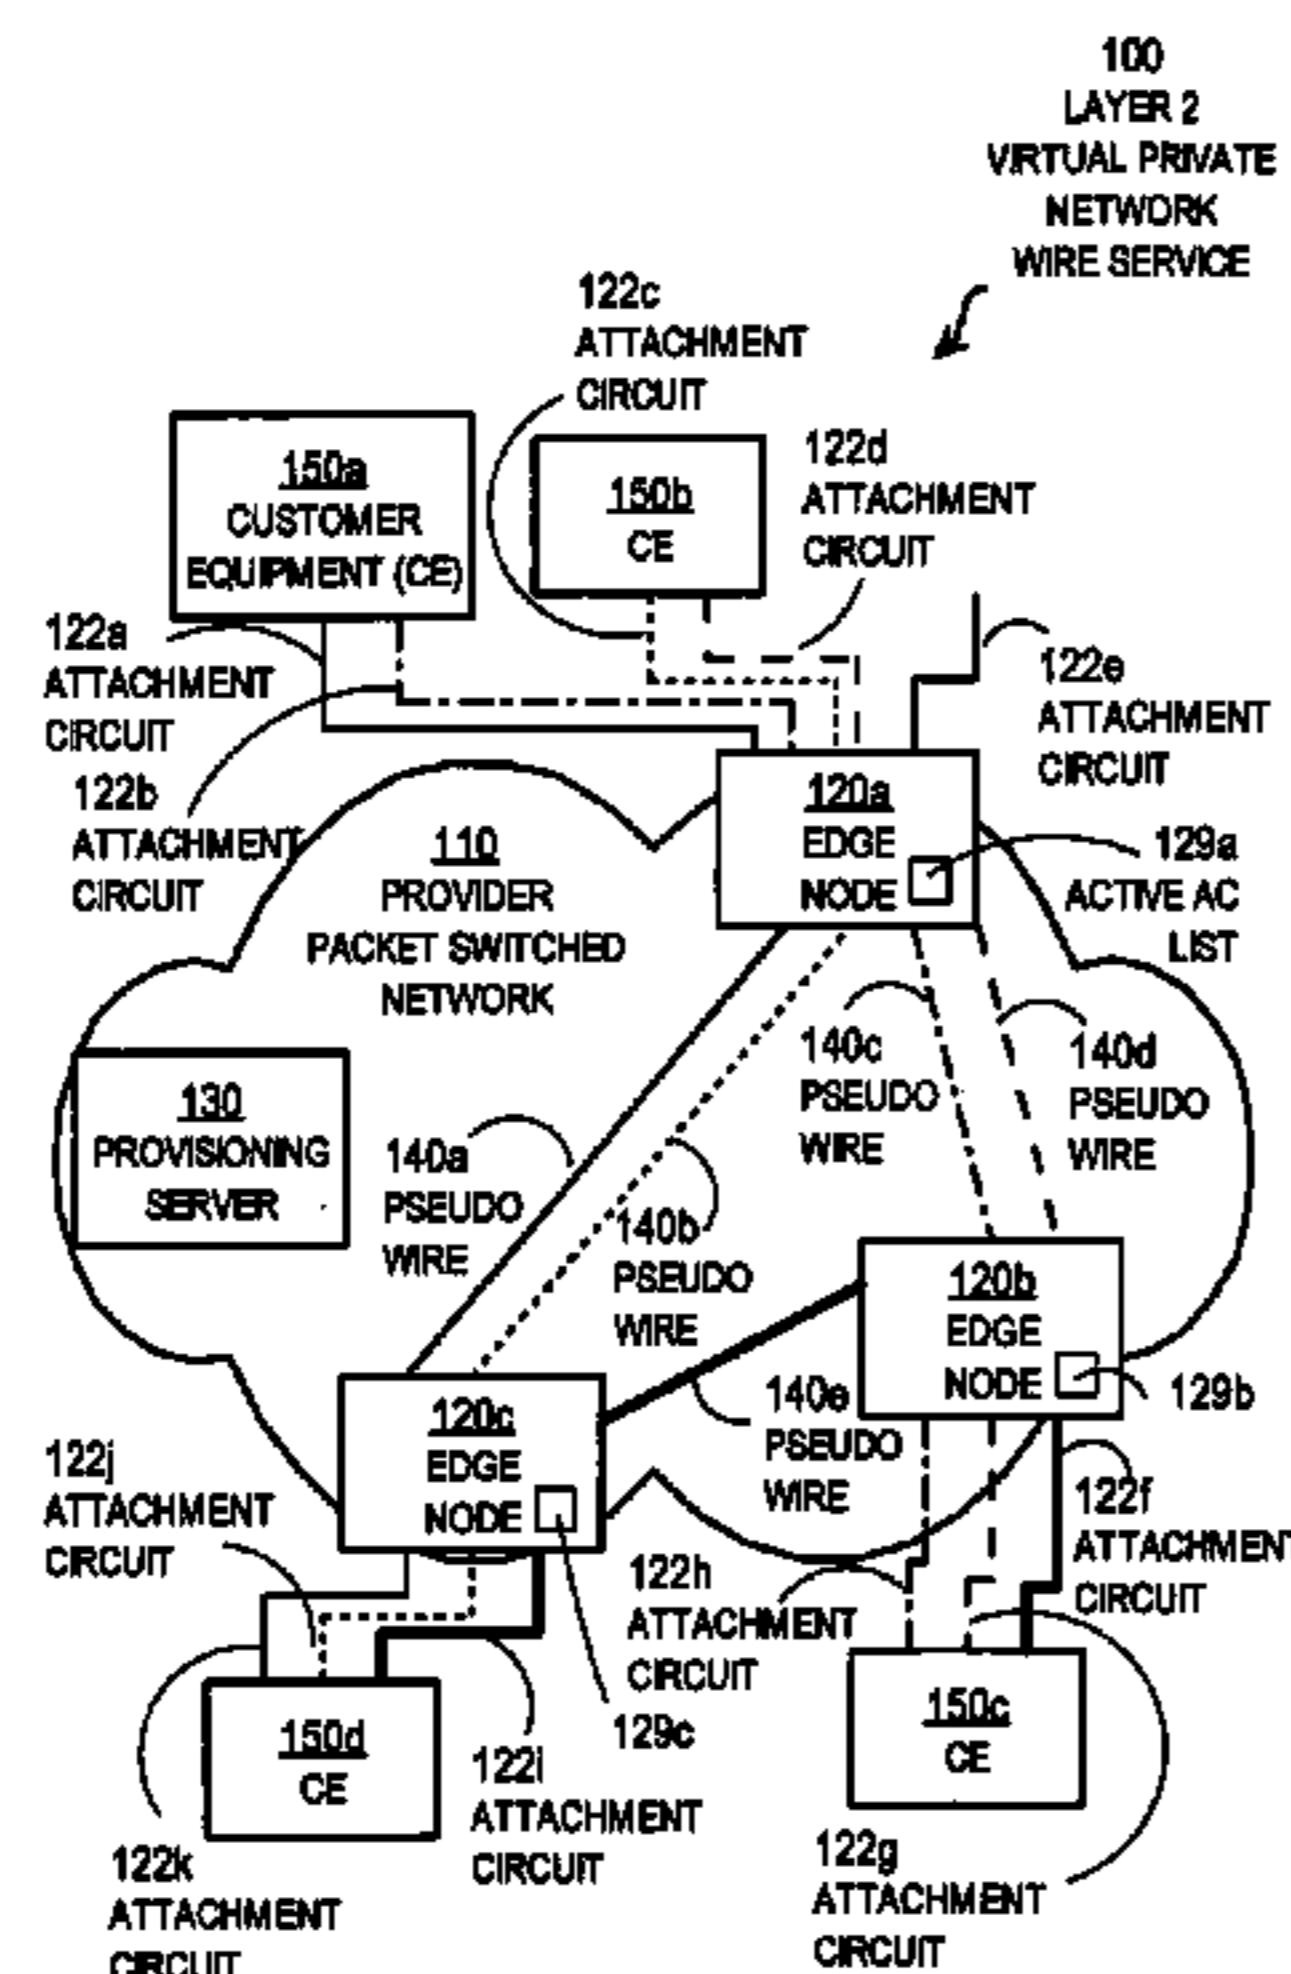 100
LAYER 2
VIRTUAL PRIVATE
NETWORK
WIRE SERVICE
122c
ATTACHMENT
CIRCUIT
150a
CUSTOMER
EQUIPMENT (CE)
150b
CE
122d
ATTACHMENT
CIRCUIT
122a
ATTACHMENT
CIRCUIT
122e
ATTACHMENT
CIRCUIT
122b
ATTACHMENT
CIRCUIT
110
PROVIDER
PACKET SWITCHED
NETWORK
120a
EDGE
NODE
129a
ACTIVE AC
LIST
130
PROVISIONING
SERVER
140a
PSEUDO
WIRE
140b
PSEUDO
WIRE
140c
PSEUDO
WIRE
140d
PSEUDO
WIRE
120b
EDGE
NODE
129b
120c
EDGE
NODE
140e
PSEUDO
WIRE
122j
ATTACHMENT
CIRCUIT
122h
ATTACHMENT
CIRCUIT
122f
ATTACHMENT
CIRCUIT
150d
CE
129c
150c
CE
122i
ATTACHMENT
CIRCUIT
122k
ATTACHMENT
CIRCUIT
122g
ATTACHMENT
CIRCUIT